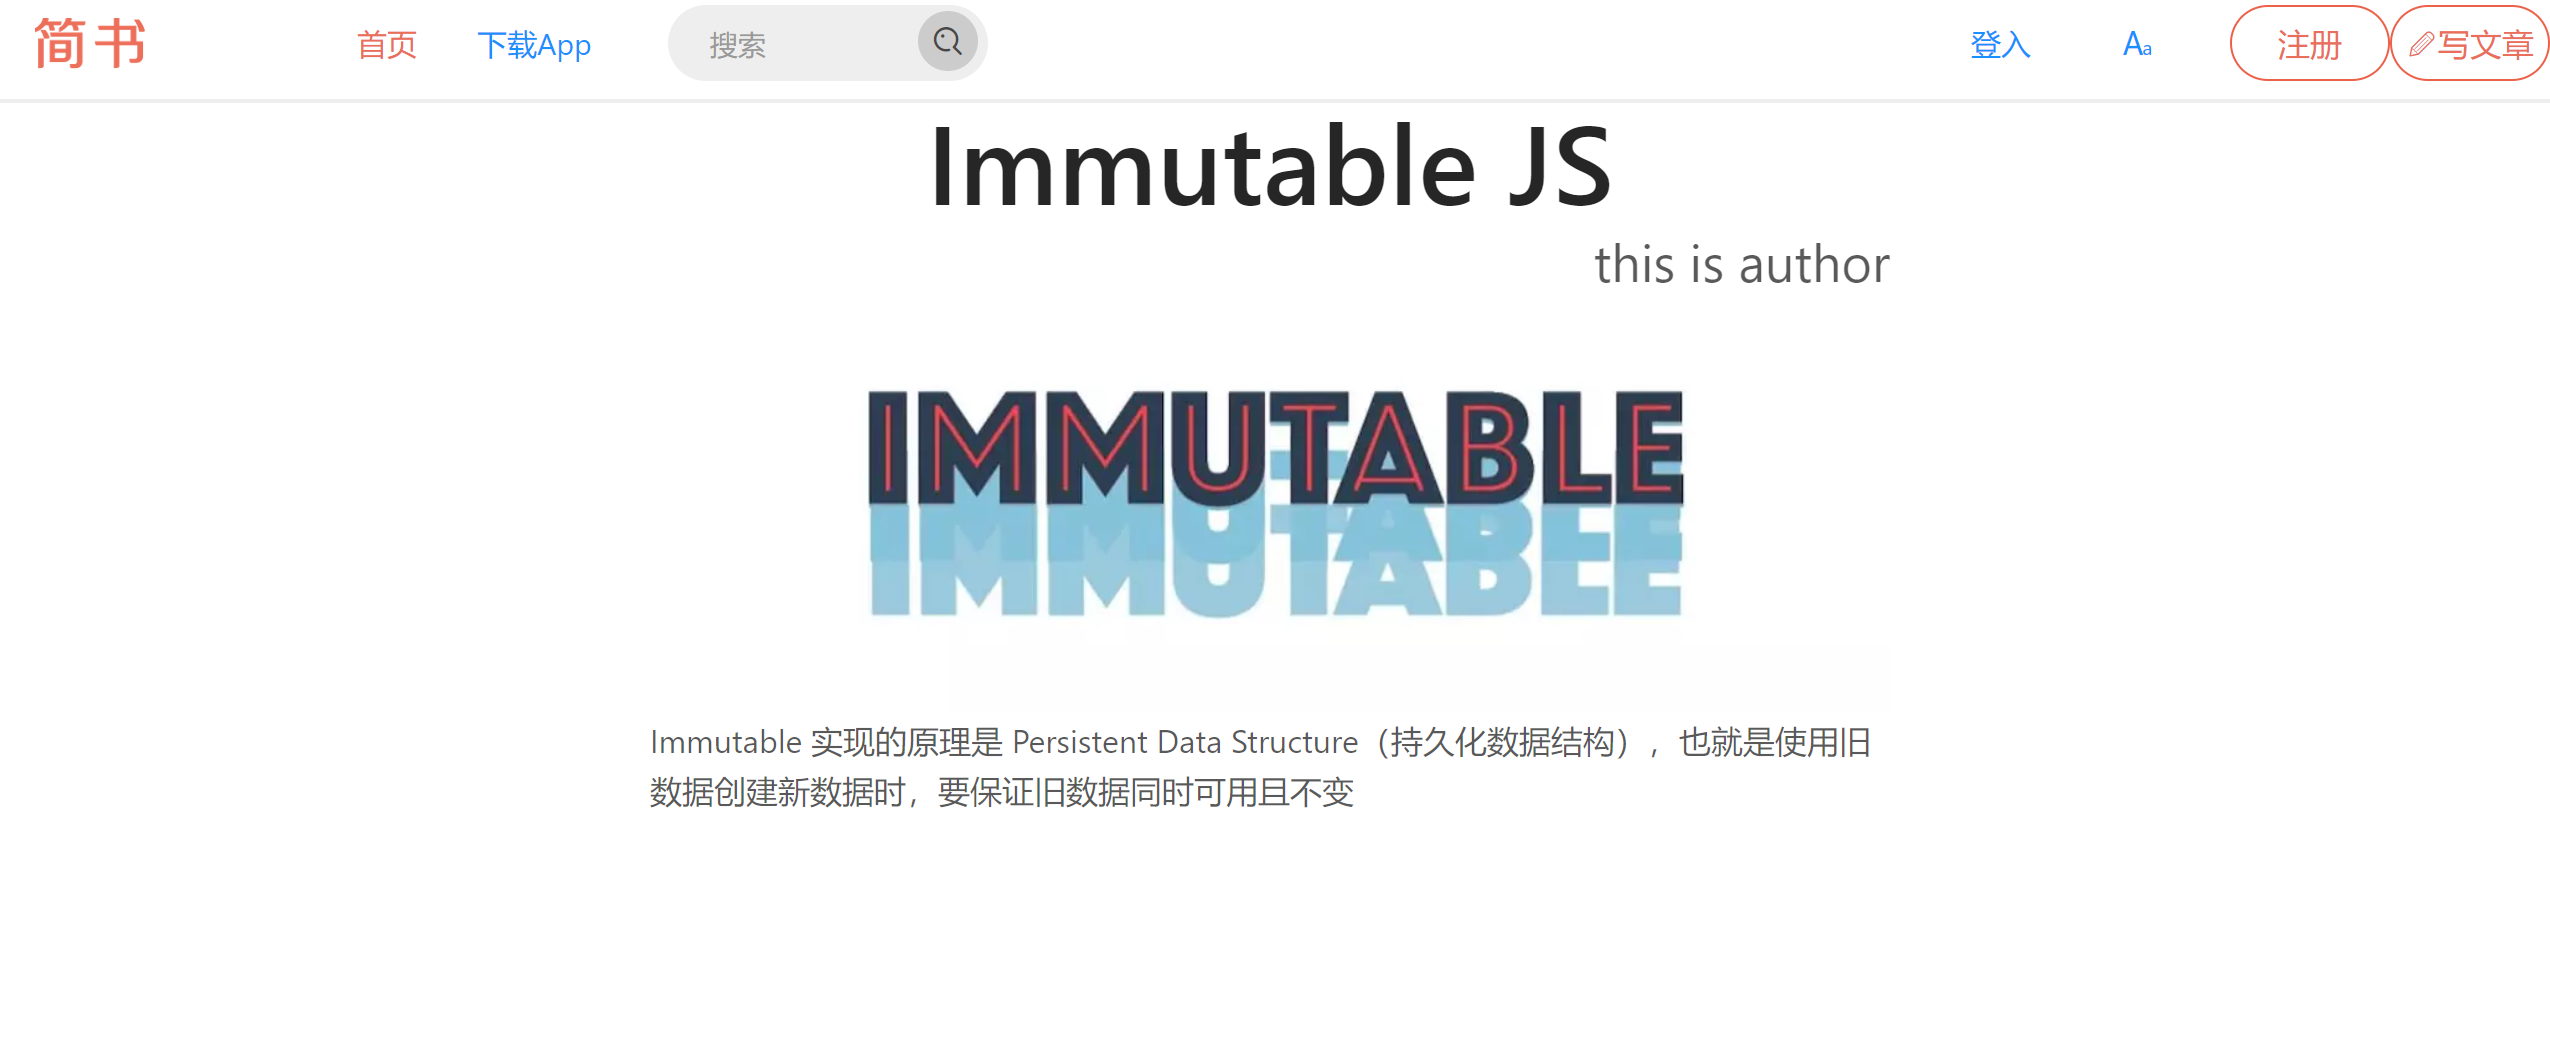 简书 首页 下载App 搜索 登入 Aa 注册 写文章
Immutable JS
this is author
IMMUTABLE
IMMUTABLE
IMMUTABLE
Immutable 实现的原理是 Persistent Data Structure（持久化数据结构），也就是使用旧
数据创建新数据时，要保证旧数据同时可用且不变